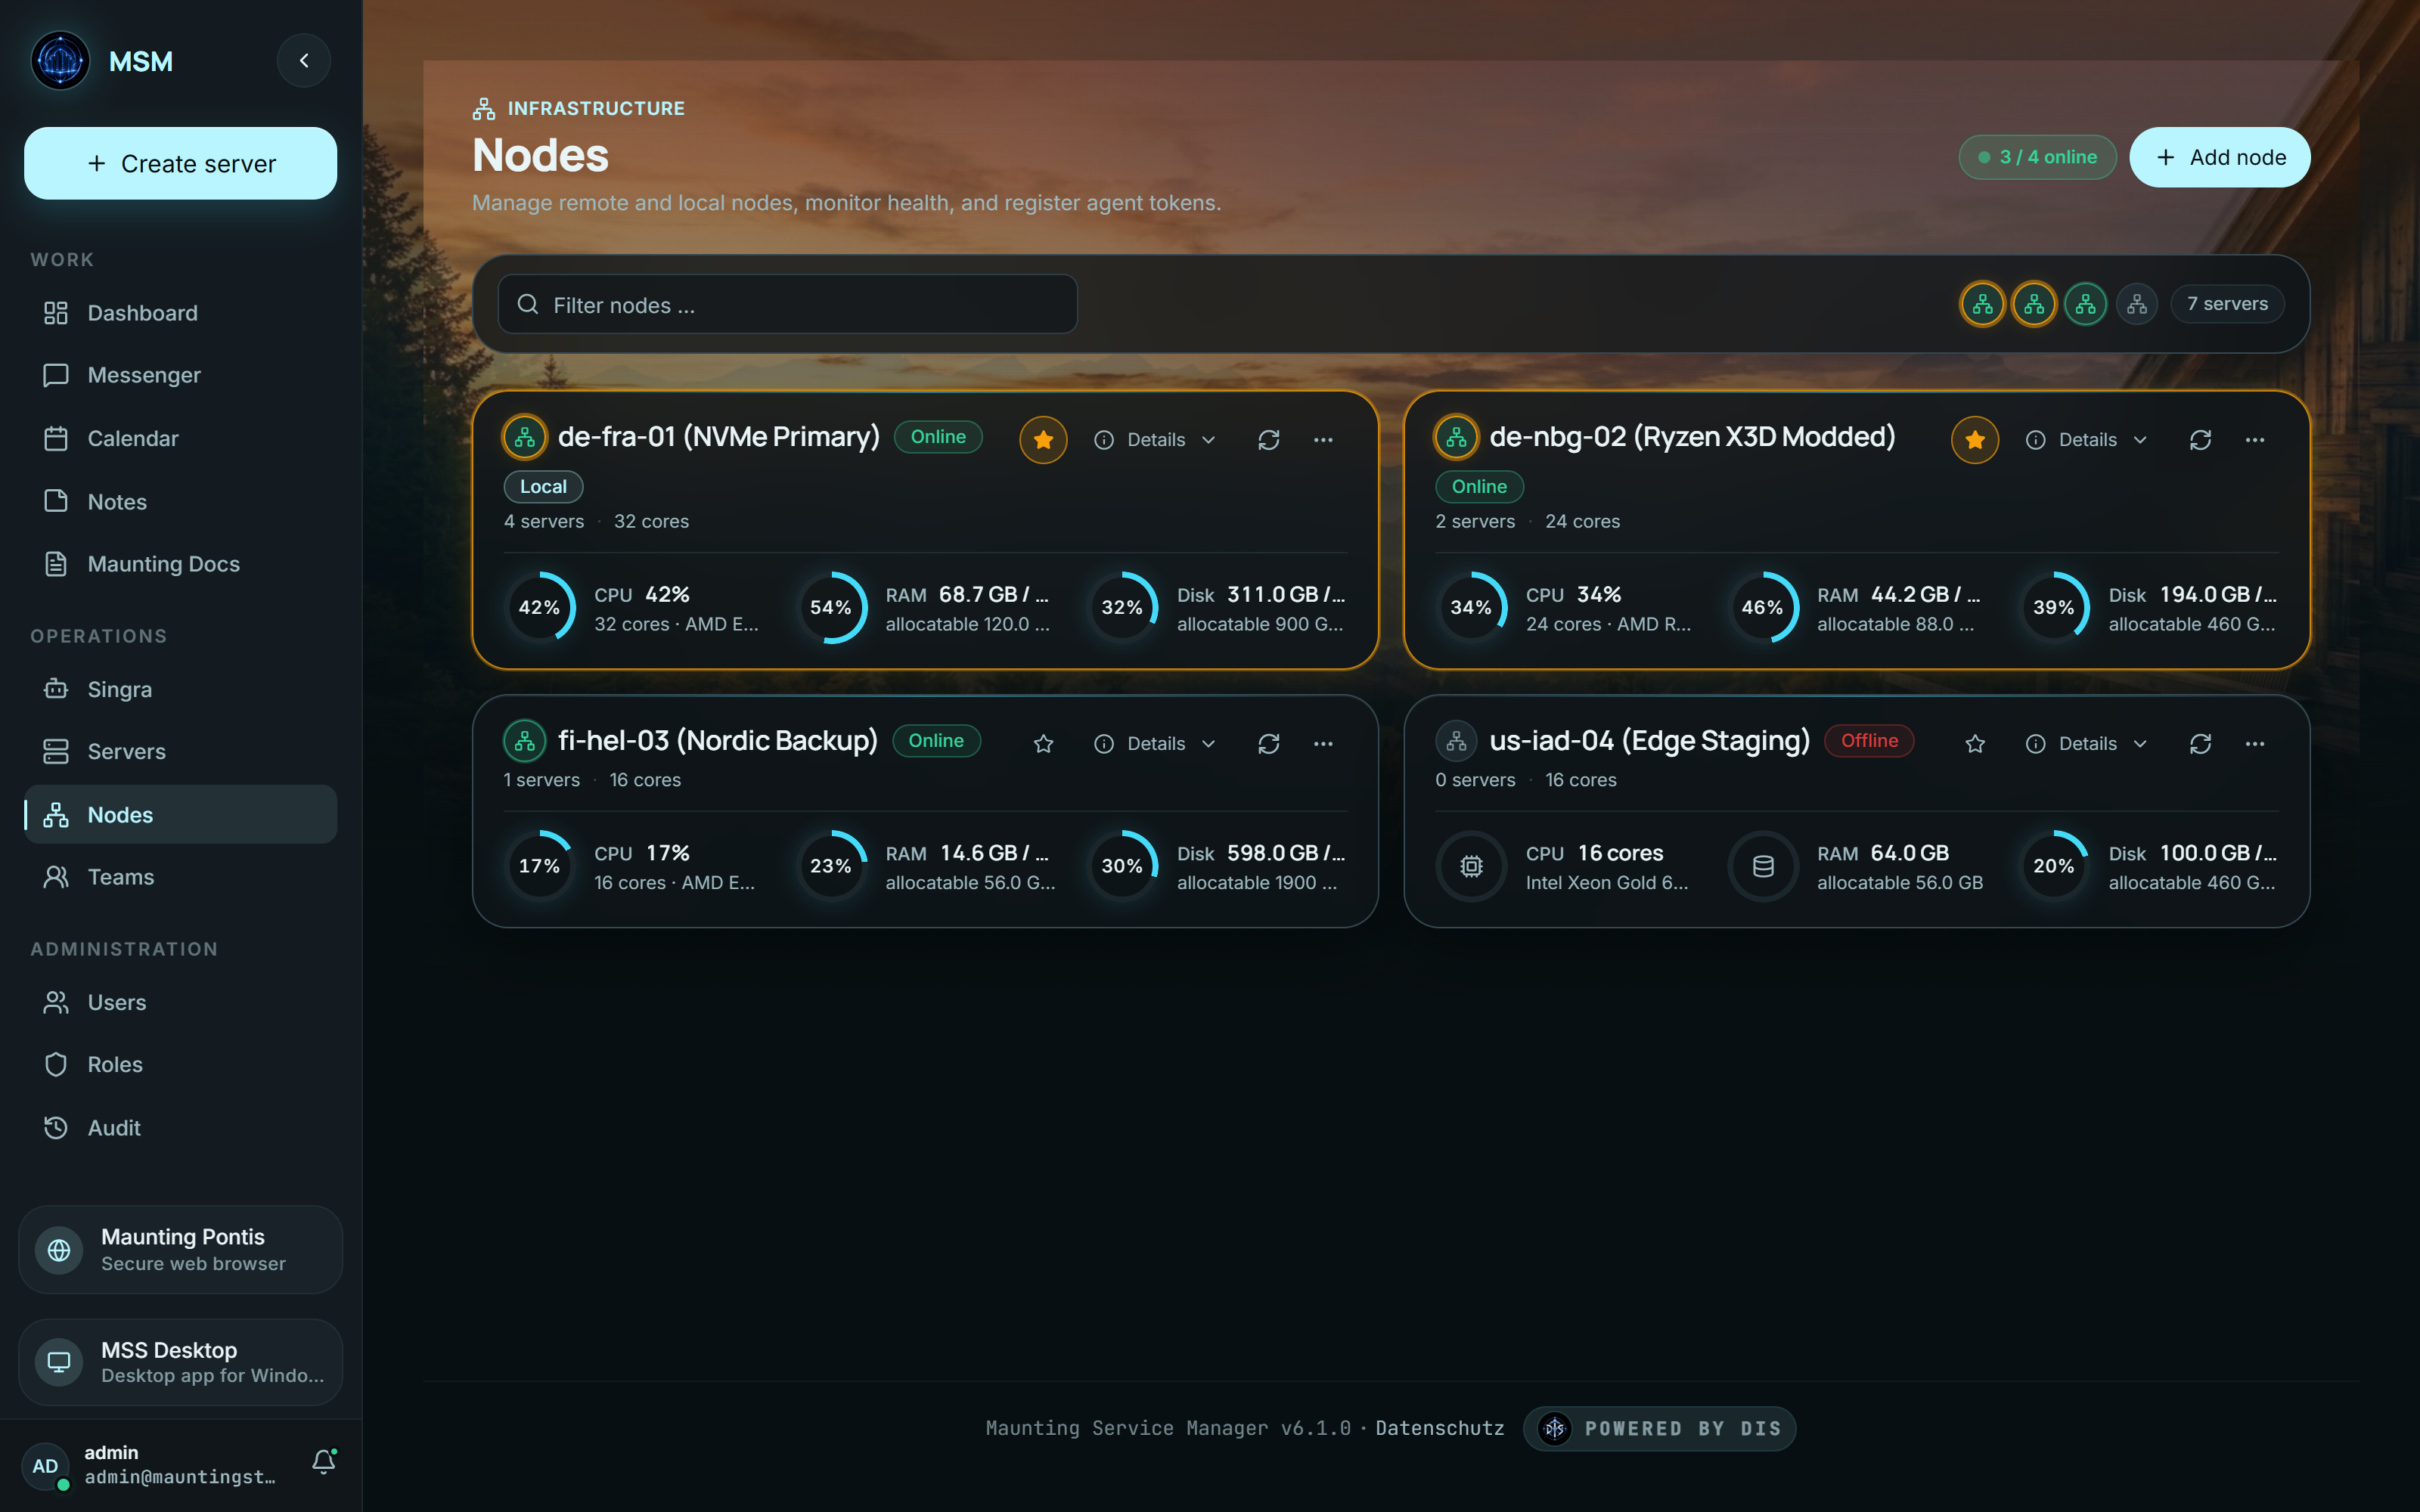 MSM
Create server
WORK
Dashboard
Messenger
Calendar
Notes
Maunting Docs
OPERATIONS
Singra
Servers
Nodes
Teams
ADMINISTRATION
Users
Roles
Audit
Maunting Pontis
Secure web browser
MSS Desktop
Desktop app for Windo...
AD
admin
admin@mauntingst...
INFRASTRUCTURE
Nodes
Manage remote and local nodes, monitor health, and register agent tokens.
3 / 4 online
Add node
Filter nodes ...
7 servers
de-fra-01 (NVMe Primary) Online Details
Local
4 servers · 32 cores
42% CPU 42%
32 cores · AMD E...
54% RAM 68.7 GB / ...
allocatable 120.0 ...
32% Disk 311.0 GB /...
allocatable 900 G...
de-nbg-02 (Ryzen X3D Modded) Details
Online
2 servers · 24 cores
34% CPU 34%
24 cores · AMD R...
46% RAM 44.2 GB / ...
allocatable 88.0 ...
39% Disk 194.0 GB /...
allocatable 460 G...
fi-hel-03 (Nordic Backup) Online Details
1 servers · 16 cores
17% CPU 17%
16 cores · AMD E...
23% RAM 14.6 GB / ...
allocatable 56.0 G...
30% Disk 598.0 GB /...
allocatable 1900 ...
us-iad-04 (Edge Staging) Offline Details
0 servers · 16 cores
CPU 16 cores
Intel Xeon Gold 6...
RAM 64.0 GB
allocatable 56.0 GB
20% Disk 100.0 GB /...
allocatable 460 G...
Maunting Service Manager v6.1.0 · Datenschutz
DIS POWERED BY DIS